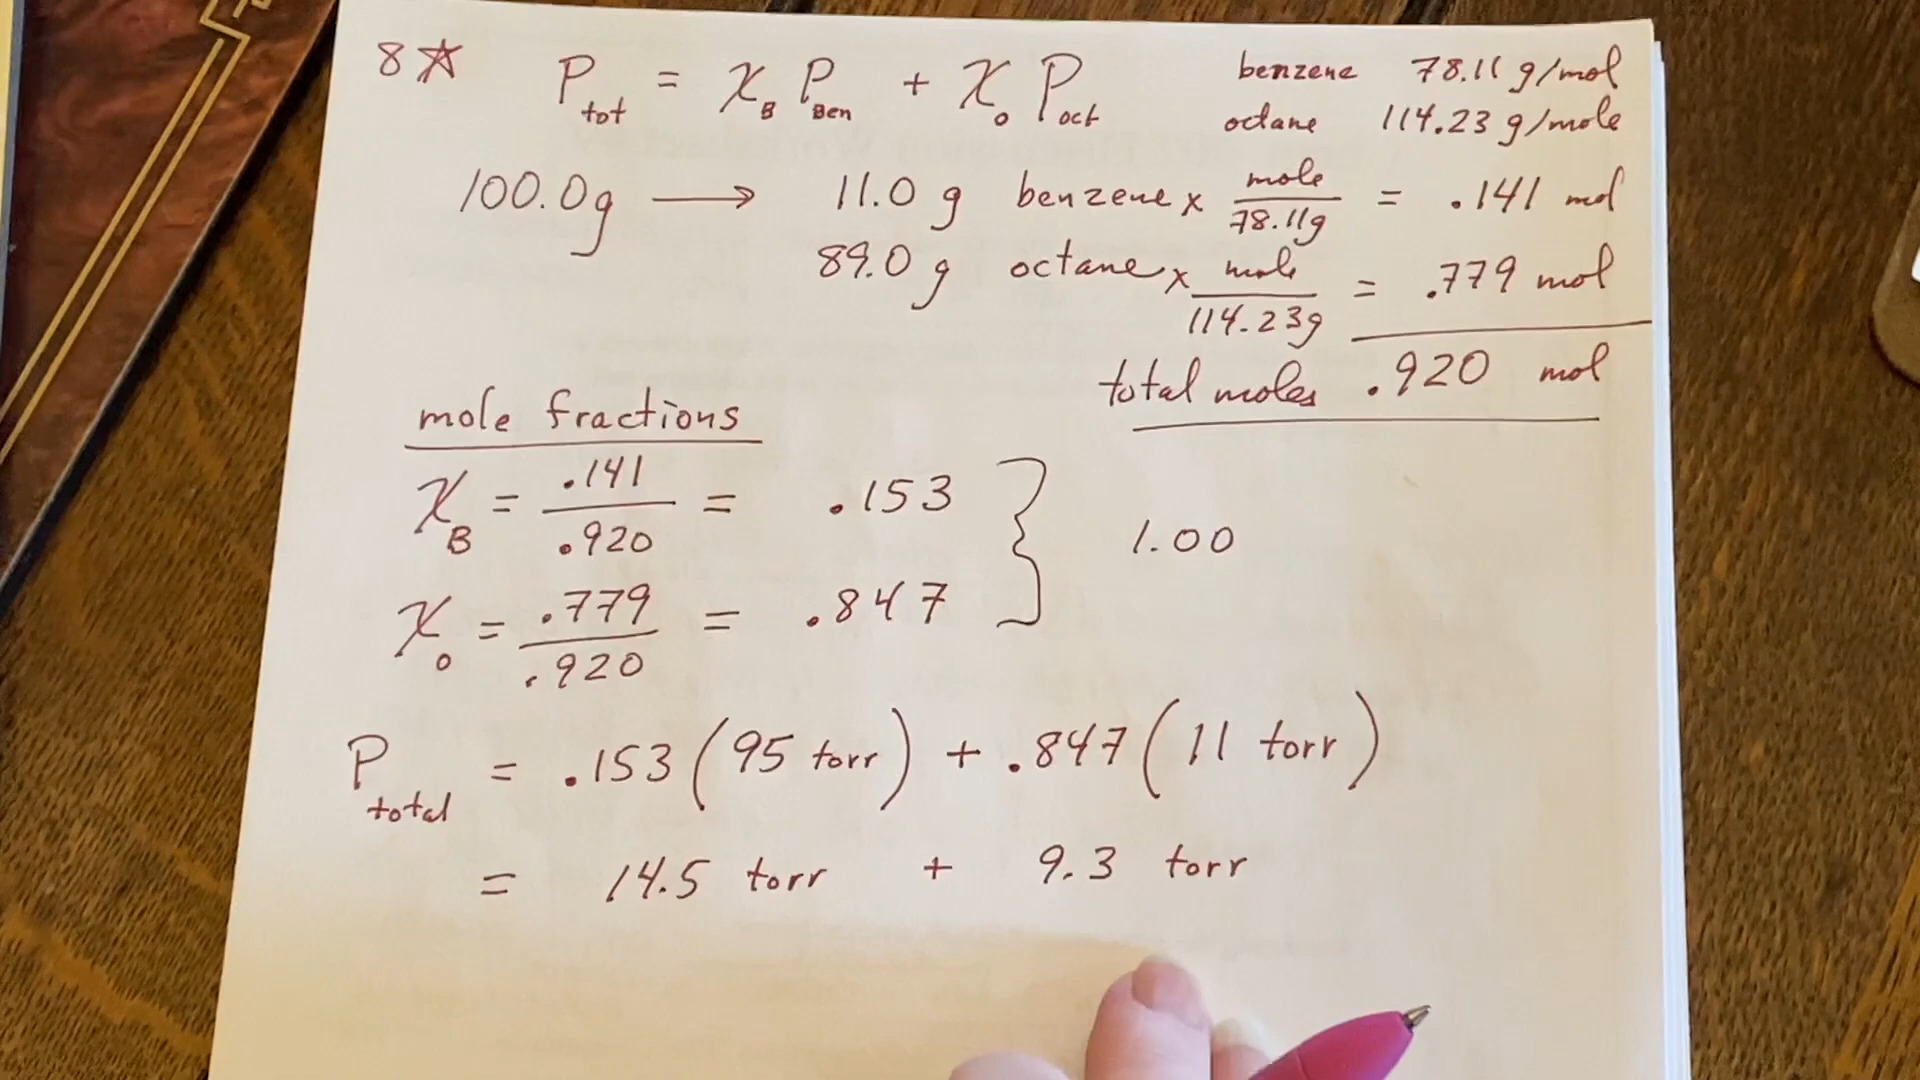 8☆ P_tot = χ_B P_Ben + χ_o P_oct
benzene 78.11 g/mol
octane 114.23 g/mole
100.0g ⟶ 11.0 g benzene x mole/78.11g = .141 mol
89.0 g octane x mole/114.23g = .779 mol
total moles .920 mol
mole fractions
χ_B = .141/.920 = .153
} 1.00
χ_o = .779/.920 = .847
P_total = .153 (95 torr) + .847 (11 torr)
= 14.5 torr + 9.3 torr